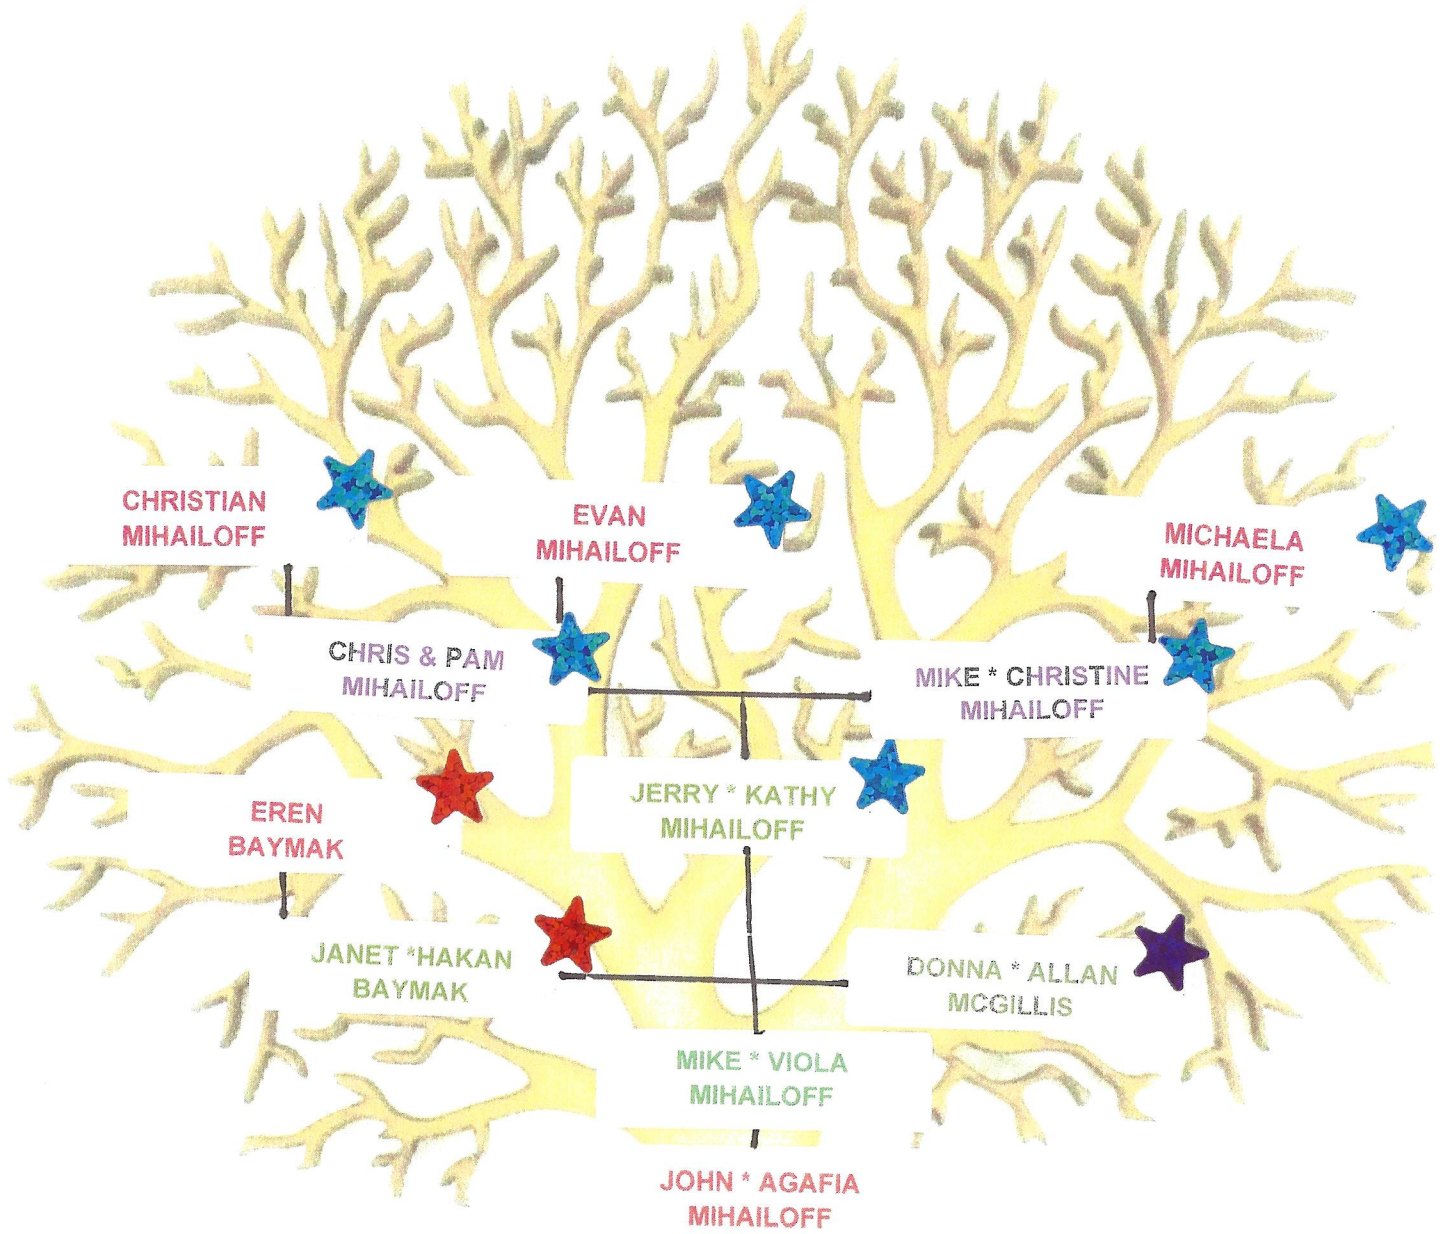 CHRISTIAN
MIHAILOFF
EVAN
MIHAILOFF
MICHAELA
MIHAILOFF
CHRIS & PAM
MIHAILOFF
MIKE * CHRISTINE
MIHAILOFF
JERRY * KATHY
MIHAILOFF
EREN
BAYMAK
JANET *HAKAN
BAYMAK
DONNA * ALLAN
MCGILLIS
MIKE * VIOLA
MIHAILOFF
JOHN * AGAFIA
MIHAILOFF